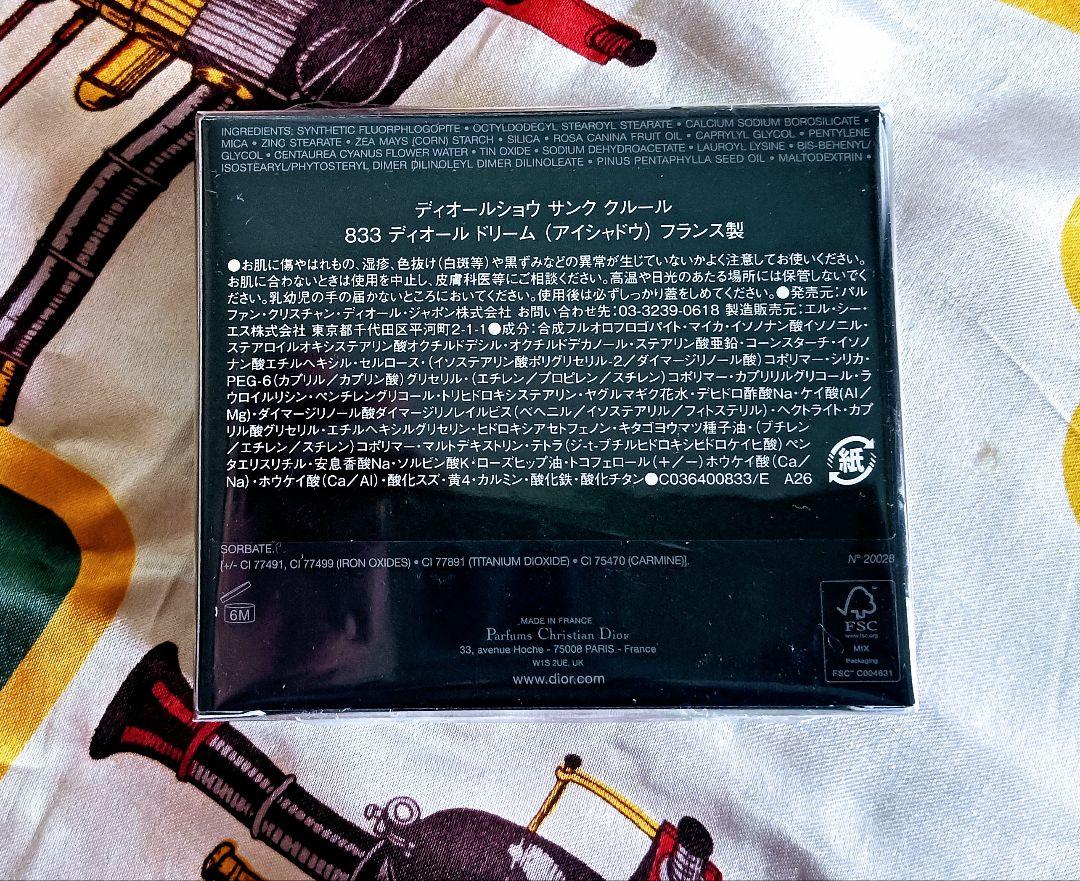 INGREDIENTS: SYNTHETIC FLUORPHLOGOPITE • OCTYLDODECYL STEAROYL STEARATE • CALCIUM SODIUM BOROSILICATE •
MICA • ZINC STEARATE • ZEA MAYS (CORN) STARCH • SILICA • ROSA CANINA FRUIT OIL • CAPRYLYL GLYCOL • PENTYLENE
GLYCOL • CENTAUREA CYANUS FLOWER WATER • TIN OXIDE • SODIUM DEHYDROACETATE • LAUROYL LYSINE • BIS-BEHENYL/
ISOSTEARYL/PHYTOSTERYL DIMER DILINOLEYL DIMER DILINOLEATE • PINUS PENTAPHYLLA SEED OIL • MALTODEXTRIN •
ディオールショウ サンク クルール
833 ディオール ドリーム (アイシャドウ) フランス製
●お肌に傷やはれもの、湿疹、色抜け(白斑等)や黒ずみなどの異常が生じていないかよく注意してお使いください。
お肌に合わないときは使用を中止し、皮膚科医等にご相談ください。高温や日光のあたる場所には保管しないでく
ださい。乳幼児の手の届かないところにおいてください。使用後は必ずしっかり蓋をしめてください。●発売元:パル
ファン・クリスチャン・ディオール・ジャポン株式会社 お問い合わせ先:03-3239-0618 製造販売元:エル・シー・
エス株式会社 東京都千代田区平河町2-1-1●成分:合成フルオロフロゴパイト・マイカ・イソノナン酸イソノニル・
ステアロイルオキシステアリン酸オクチルドデシル・オクチルドデカノール・ステアリン酸亜鉛・コーンスターチ・イソノ
ナン酸エチルヘキシル・セルロース・(イソステアリン酸ポリグリセリル-2/ダイマージリノール酸)コポリマー・シリカ・
PEG-6(カプリル/カプリン酸)グリセリル・(エチレン/プロピレン/スチレン)コポリマー・カプリリルグリコール・ラ
ウロイルリシン・ペンチレングリコール・トリヒドロキシステアリン・ヤグルマギク花水・デヒドロ酢酸Na・ケイ酸(Al/
Mg)・ダイマージリノール酸ダイマージリノレイルビス(ベヘニル/イソステアリル/フィトステリル)・ヘクトライト・カプ
リル酸グリセリル・エチルヘキシルグリセリン・ヒドロキシアセトフェノン・キタゴヨウマツ種子油・(ブチレン
/エチレン/スチレン)コポリマー・マルトデキストリン・テトラ(ジ-t-ブチルヒドロキシヒドロケイヒ酸)ペン
タエリスリチル・安息香酸Na・ソルビン酸K・ローズヒップ油・トコフェロール(+/-)ホウケイ酸(Ca/
Na)・ホウケイ酸(Ca/Al)・酸化スズ・黄4・カルミン・酸化鉄・酸化チタン●C036400833/E A26
紙
SORBATE.
[+/- CI 77491, CI 77499 (IRON OXIDES) • CI 77891 (TITANIUM DIOXIDE) • CI 75470 (CARMINE)].
N° 20028
6M
MADE IN FRANCE
Parfums Christian Dior
33, avenue Hoche - 75008 PARIS - France
W1S 2UE, UK
www.dior.com
FSC
www.fsc.org
MIX
Packaging
FSC™ C004631